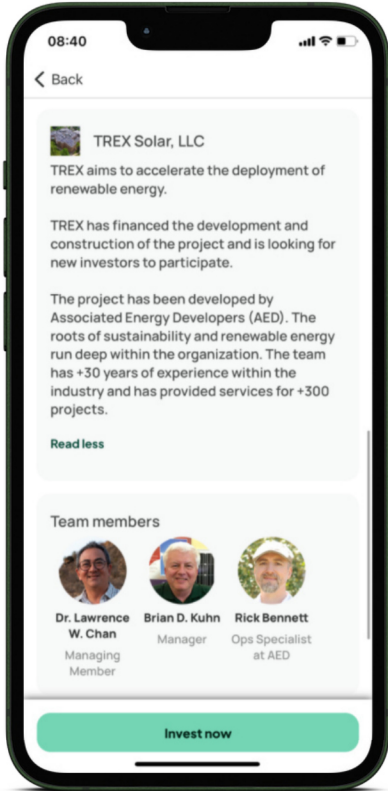 08:40
Back
TREX Solar, LLC
TREX aims to accelerate the deployment of
renewable energy.
TREX has financed the development and
construction of the project and is looking for
new investors to participate.
The project has been developed by
Associated Energy Developers (AED). The
roots of sustainability and renewable energy
run deep within the organization. The team
has +30 years of experience within the
industry and has provided services for +300
projects.
Read less
Team members
Dr. Lawrence
W. Chan
Managing
Member
Brian D. Kuhn
Manager
Rick Bennett
Ops Specialist
at AED
Invest now